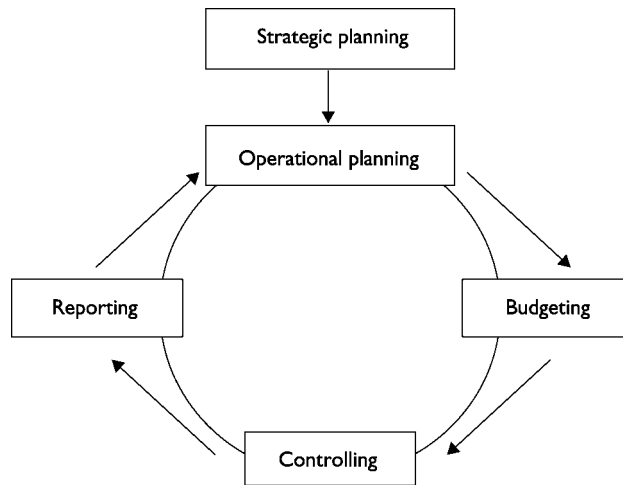 Strategic planning
Operational planning
Reporting
Budgeting
Controlling